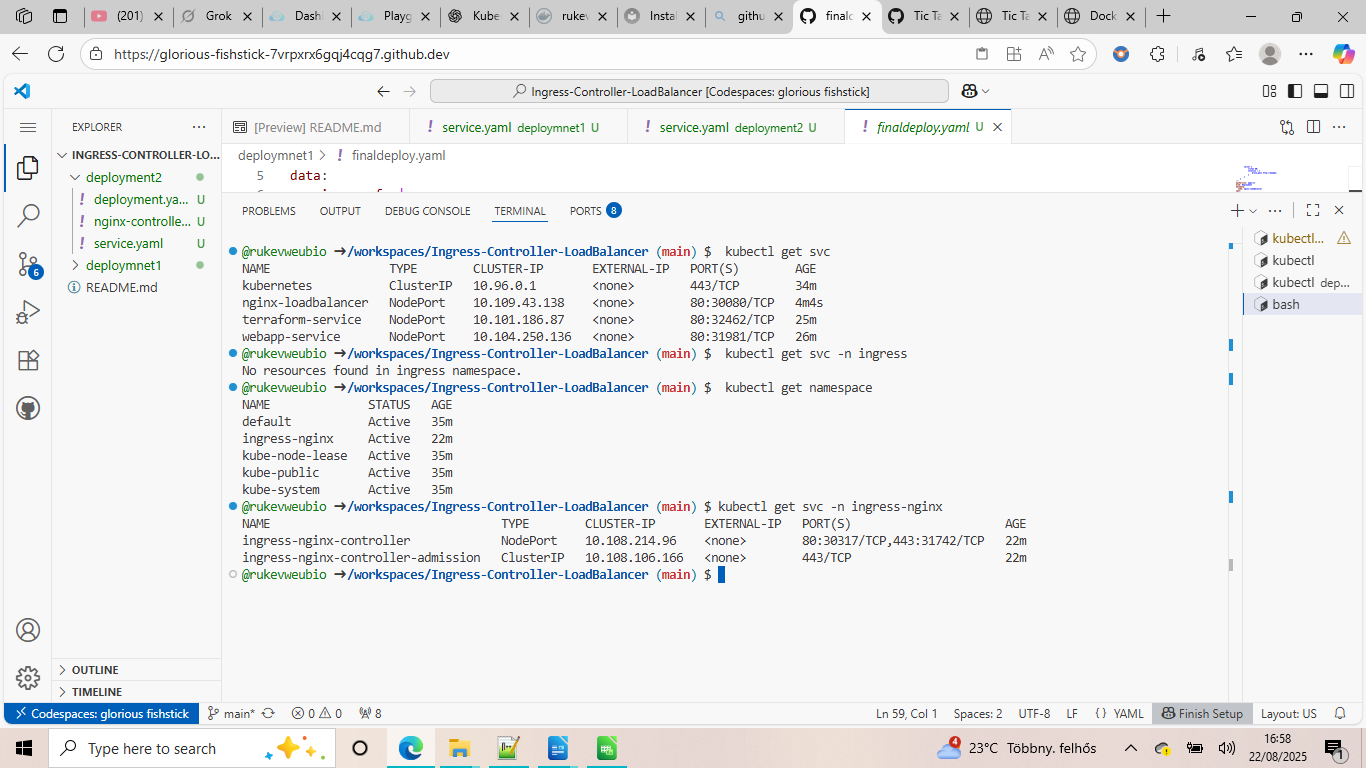 (201)
Grok
Dash
Playg
Kube
rukev
Instal
githu
finald
Tic Ta
Tic Ta
Dock
https://glorious-fishstick-7vrpxrx6gqj4cqg7.github.dev
Ingress-Controller-LoadBalancer [Codespaces: glorious fishstick]
EXPLORER
INGRESS-CONTROLLER-LO...
deployment2
deployment.ya... U
nginx-controlle... U
service.yaml U
deploymnet1
README.md
OUTLINE
TIMELINE
6
[Preview] README.md
service.yaml deploymnet1 U
service.yaml deployment2 U
finaldeploy.yaml U
deploymnet1 > finaldeploy.yaml
5 data:
PROBLEMS OUTPUT DEBUG CONSOLE TERMINAL PORTS 8
@rukevweubio ➜/workspaces/Ingress-Controller-LoadBalancer (main) $ kubectl get svc
NAME TYPE CLUSTER-IP EXTERNAL-IP PORT(S) AGE
kubernetes ClusterIP 10.96.0.1 <none> 443/TCP 34m
nginx-loadbalancer NodePort 10.109.43.138 <none> 80:30080/TCP 4m4s
terraform-service NodePort 10.101.186.87 <none> 80:32462/TCP 25m
webapp-service NodePort 10.104.250.136 <none> 80:31981/TCP 26m
@rukevweubio ➜/workspaces/Ingress-Controller-LoadBalancer (main) $ kubectl get svc -n ingress
No resources found in ingress namespace.
@rukevweubio ➜/workspaces/Ingress-Controller-LoadBalancer (main) $ kubectl get namespace
NAME STATUS AGE
default Active 35m
ingress-nginx Active 22m
kube-node-lease Active 35m
kube-public Active 35m
kube-system Active 35m
@rukevweubio ➜/workspaces/Ingress-Controller-LoadBalancer (main) $ kubectl get svc -n ingress-nginx
NAME TYPE CLUSTER-IP EXTERNAL-IP PORT(S) AGE
ingress-nginx-controller NodePort 10.108.214.96 <none> 80:30317/TCP,443:31742/TCP 22m
ingress-nginx-controller-admission ClusterIP 10.108.106.166 <none> 443/TCP 22m
@rukevweubio ➜/workspaces/Ingress-Controller-LoadBalancer (main) $
kubectl...
kubectl
kubectl dep...
bash
Codespaces: glorious fishstick main* 0 0 8
Ln 59, Col 1 Spaces: 2 UTF-8 LF {} YAML Finish Setup Layout: US
Type here to search
4 23°C Többny. felhős
16:58
22/08/2025
1